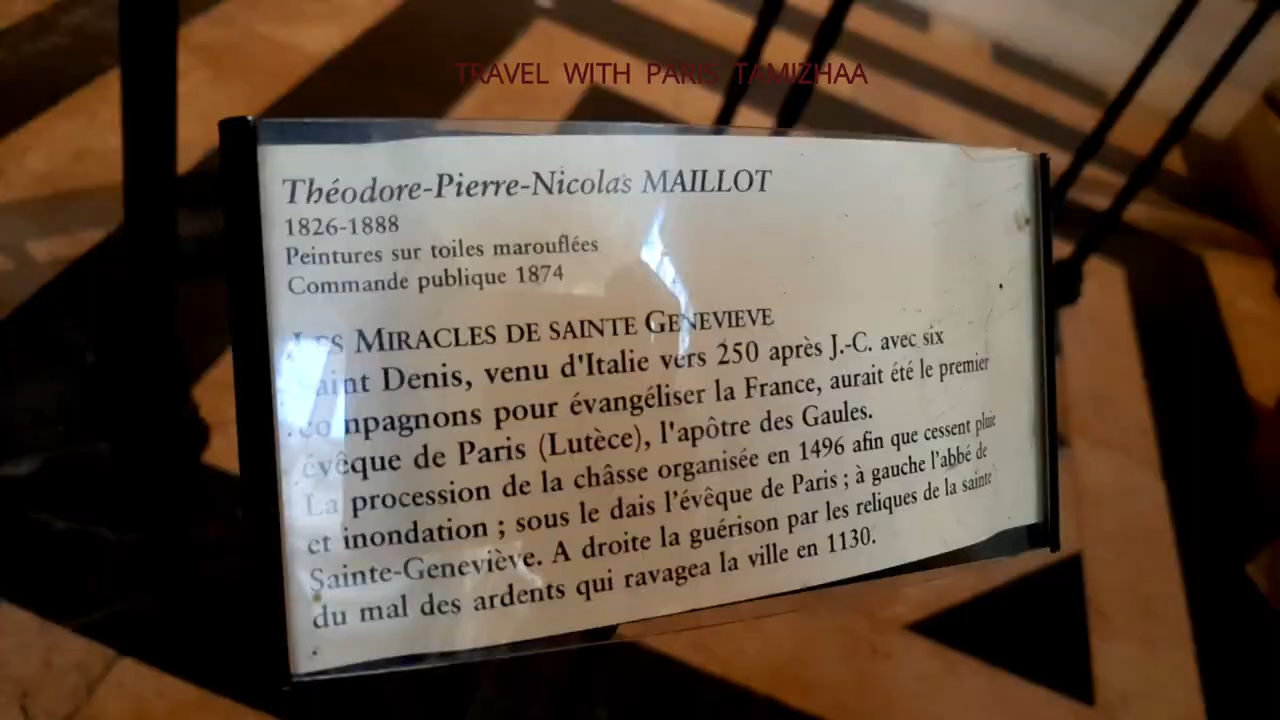 TRAVEL WITH PARIS TAMIZHAA
Théodore-Pierre-Nicolas MAILLOT
1826-1888
Peintures sur toiles marouflées
Commande publique 1874
LES MIRACLES DE SAINTE GENEVIEVE
Saint Denis, venu d'Italie vers 250 après J.-C. avec six
compagnons pour évangéliser la France, aurait été le premier
évêque de Paris (Lutèce), l'apôtre des Gaules.
La procession de la châsse organisée en 1496 afin que cessent pluie
et inondation ; sous le dais l'évêque de Paris ; à gauche l'abbé de
Sainte-Geneviève. A droite la guérison par les reliques de la sainte
du mal des ardents qui ravagea la ville en 1130.